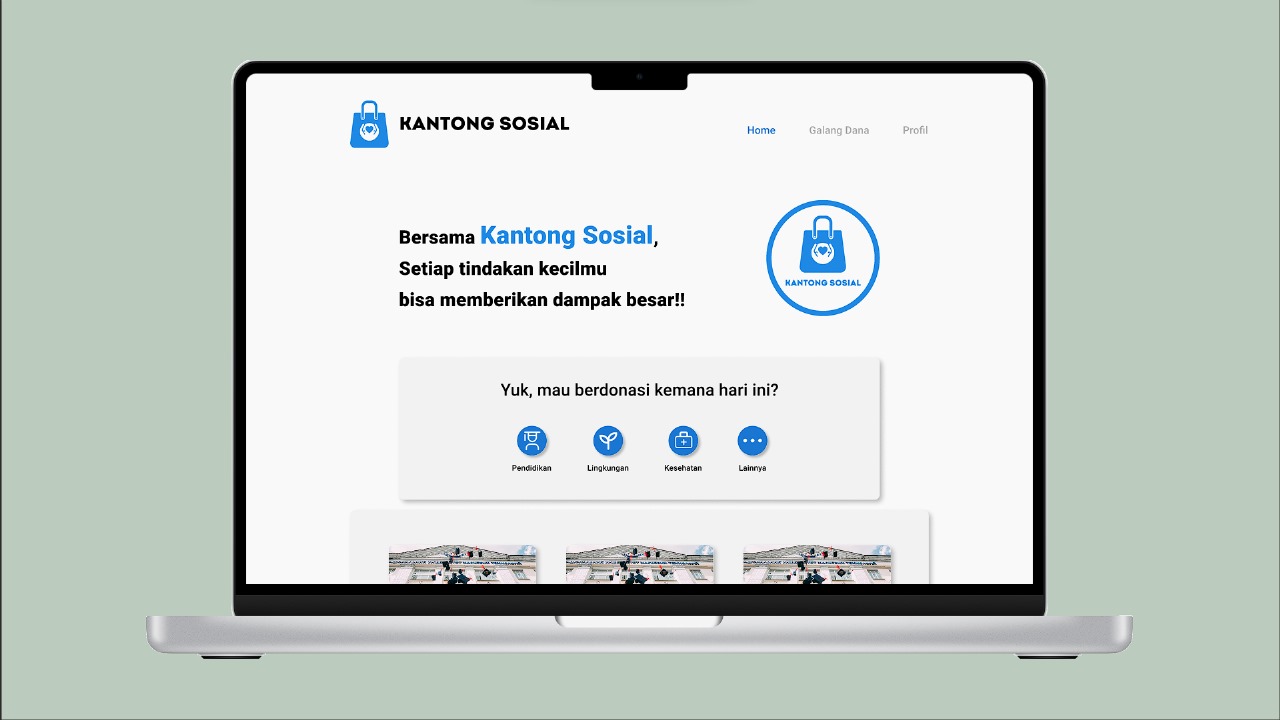 KANTONG SOSIAL
Home Galang Dana Profil
Bersama Kantong Sosial,
Setiap tindakan kecilmu
bisa memberikan dampak besar!!
KANTONG SOSIAL
Yuk, mau berdonasi kemana hari ini?
Pendidikan Lingkungan Kesehatan Lainnya